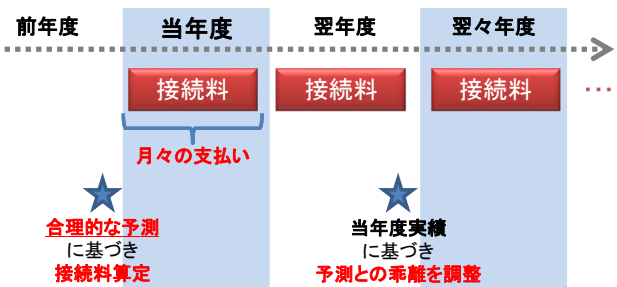 前年度
当年度
翌年度
翌々年度
接続料
接続料
接続料
…
月々の支払い
合理的な予測
に基づき
接続料算定
当年度実績
に基づき
予測との乖離を調整